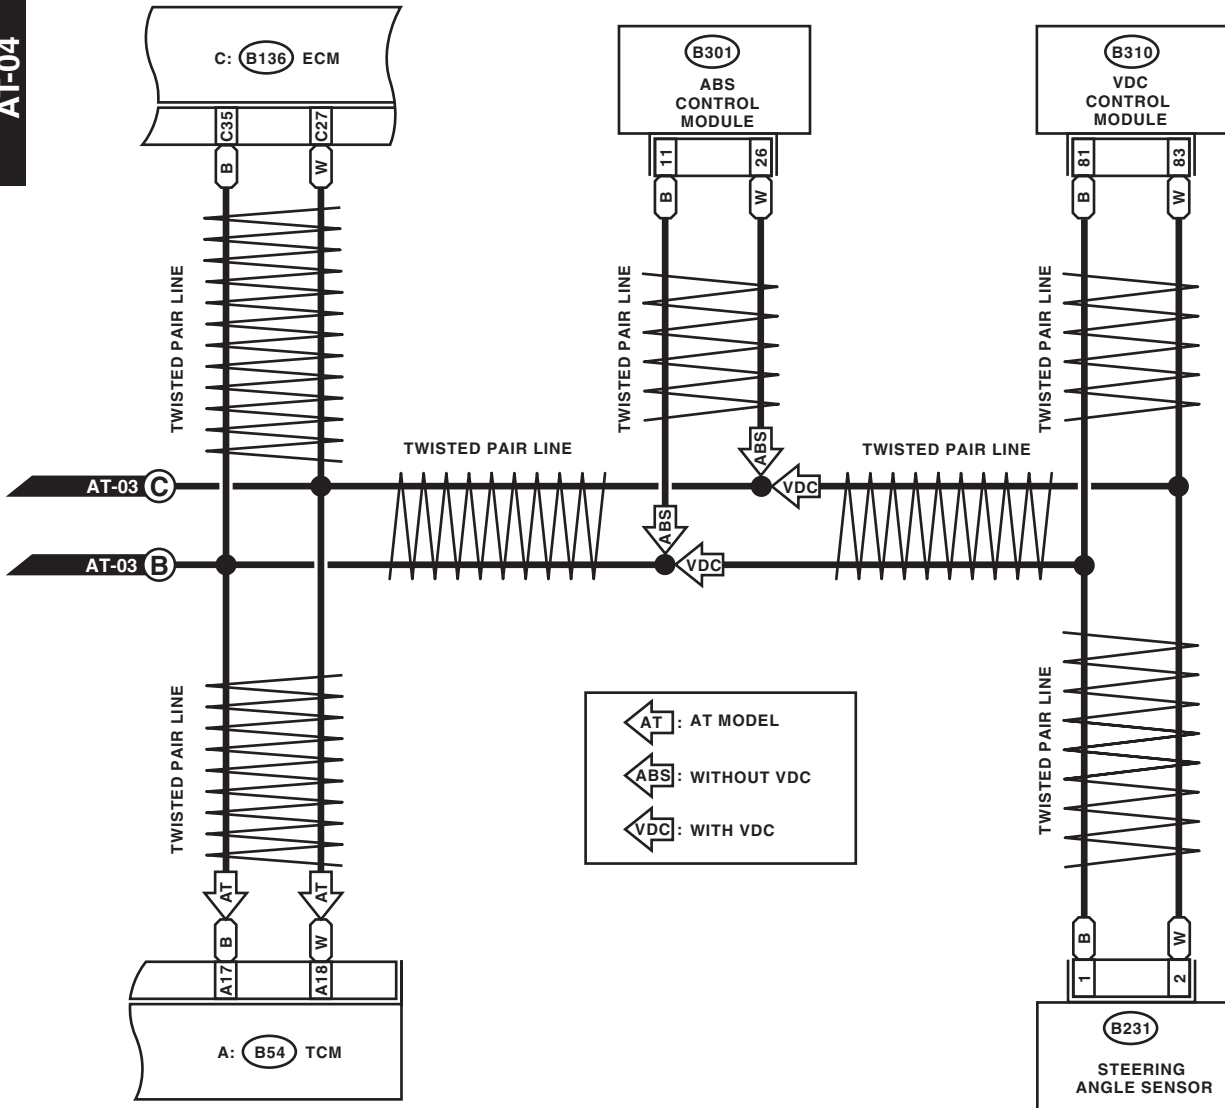 AT-04
C: B136 ECM
C35
C27
B
W
TWISTED PAIR LINE
B301
ABS
CONTROL
MODULE
11
26
B
W
TWISTED PAIR LINE
ABS
ABS
B310
VDC
CONTROL
MODULE
81
83
B
W
TWISTED PAIR LINE
TWISTED PAIR LINE
TWISTED PAIR LINE
AT-03 C
VDC
AT-03 B
VDC
TWISTED PAIR LINE
AT
AT
B
W
A17
A18
A: B54 TCM
AT : AT MODEL
ABS : WITHOUT VDC
VDC : WITH VDC
TWISTED PAIR LINE
B
W
1
2
B231
STEERING
ANGLE SENSOR